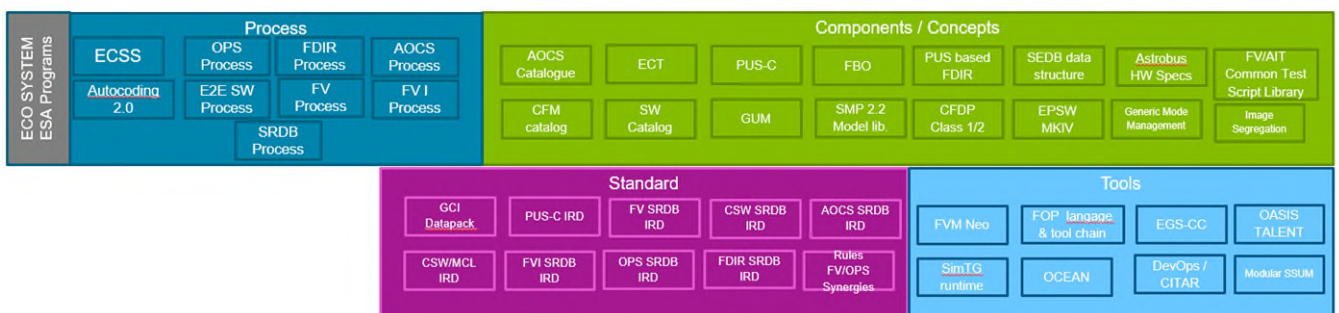 ECO SYSTEM
ESA Programs
Process
ECSS
OPS
Process
FDIR
Process
AOCS
Process
Autocoding
2.0
E2E SW
Process
FV
Process
FV I
Process
SRDB
Process
Components / Concepts
AOCS
Catalogue
ECT
PUS-C
FBO
PUS based
FDIR
SEDB data
structure
Astrobus
HW Specs
FV/AIT
Common Test
Script Library
CFM
catalog
SW
Catalog
GUM
SMP 2.2
Model lib.
CFDP
Class 1/2
EPSW
MKIV
Generic Mode
Management
Image
Segregation
Standard
GCI
Datapack
PUS-C IRD
FV SRDB
IRD
CSW SRDB
IRD
AOCS SRDB
IRD
CSW/MCL
IRD
FVI SRDB
IRD
OPS SRDB
IRD
FDIR SRDB
IRD
Rules
FV/OPS
Synergies
Tools
FVM Neo
FOP langage
& tool chain
EGS-CC
OASIS
TALENT
SimTG
runtime
OCEAN
DevOps /
CITAR
Modular SSUM